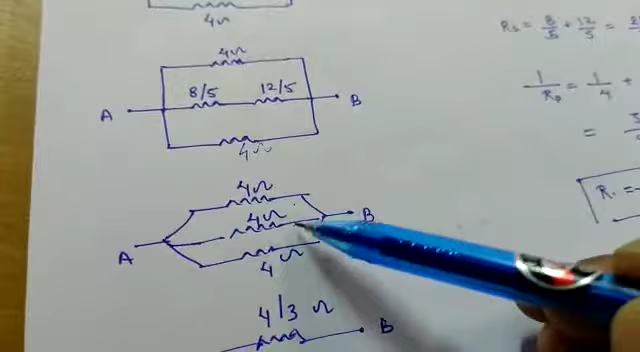 4Ω
4Ω
8/5 12/5
A B
4Ω
4Ω
4Ω
A B
4Ω
4/3 Ω
B
Rs = 8/5 + 12/5 =
1/Rp = 1/4 +
=